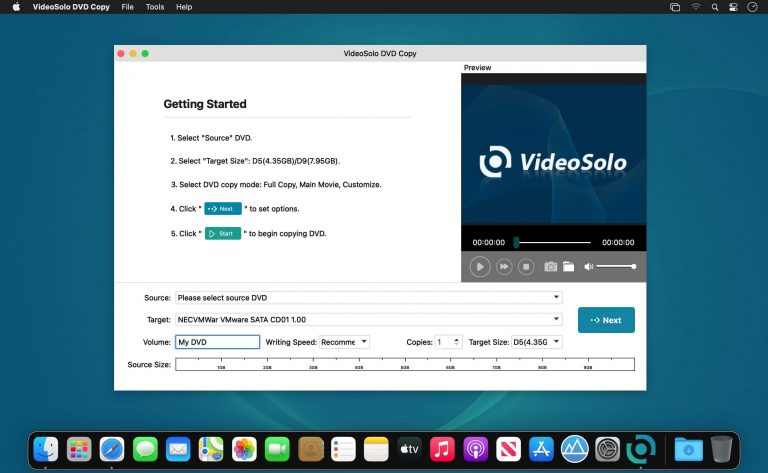 VideoSolo DVD Copy File Tools Help
VideoSolo DVD Copy
Preview
Getting Started
1. Select "Source" DVD.
2. Select "Target Size": D5(4.35GB)/D9(7.95GB).
3. Select DVD copy mode: Full Copy, Main Movie, Customize.
4. Click " Next " to set options.
5. Click " Start " to begin copying DVD.
VideoSolo
00:00:00 00:00:00
Source: Please select source DVD
Target: NECVMWar VMware SATA CD01 1.00
Next
Volume: My DVD Writing Speed: Recomme Copies: 1 Target Size: D5(4.35G
Source Size: 1GB 2GB 3GB 4GB 5GB 6GB 7GB 8GB 9GB
tv